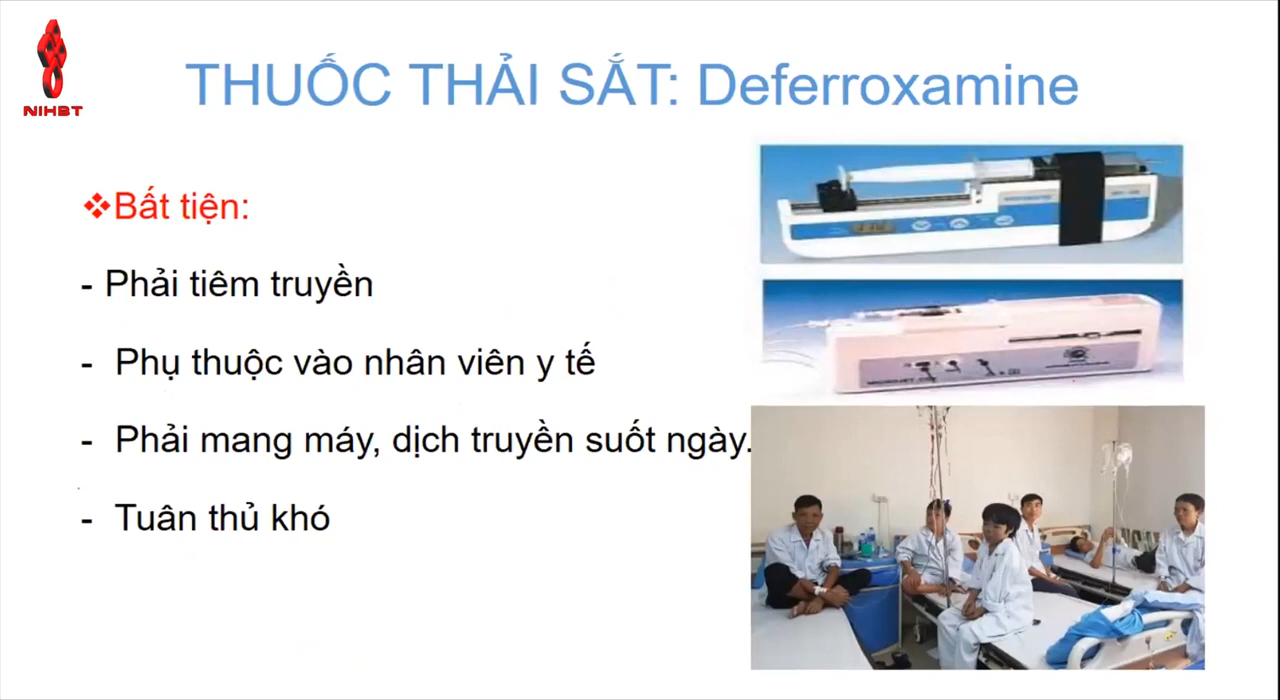 NIHBT
THUỐC THẢI SẮT: Deferroxamine
❖Bất tiện:
- Phải tiêm truyền
- Phụ thuộc vào nhân viên y tế
- Phải mang máy, dịch truyền suốt ngày.
- Tuân thủ khó